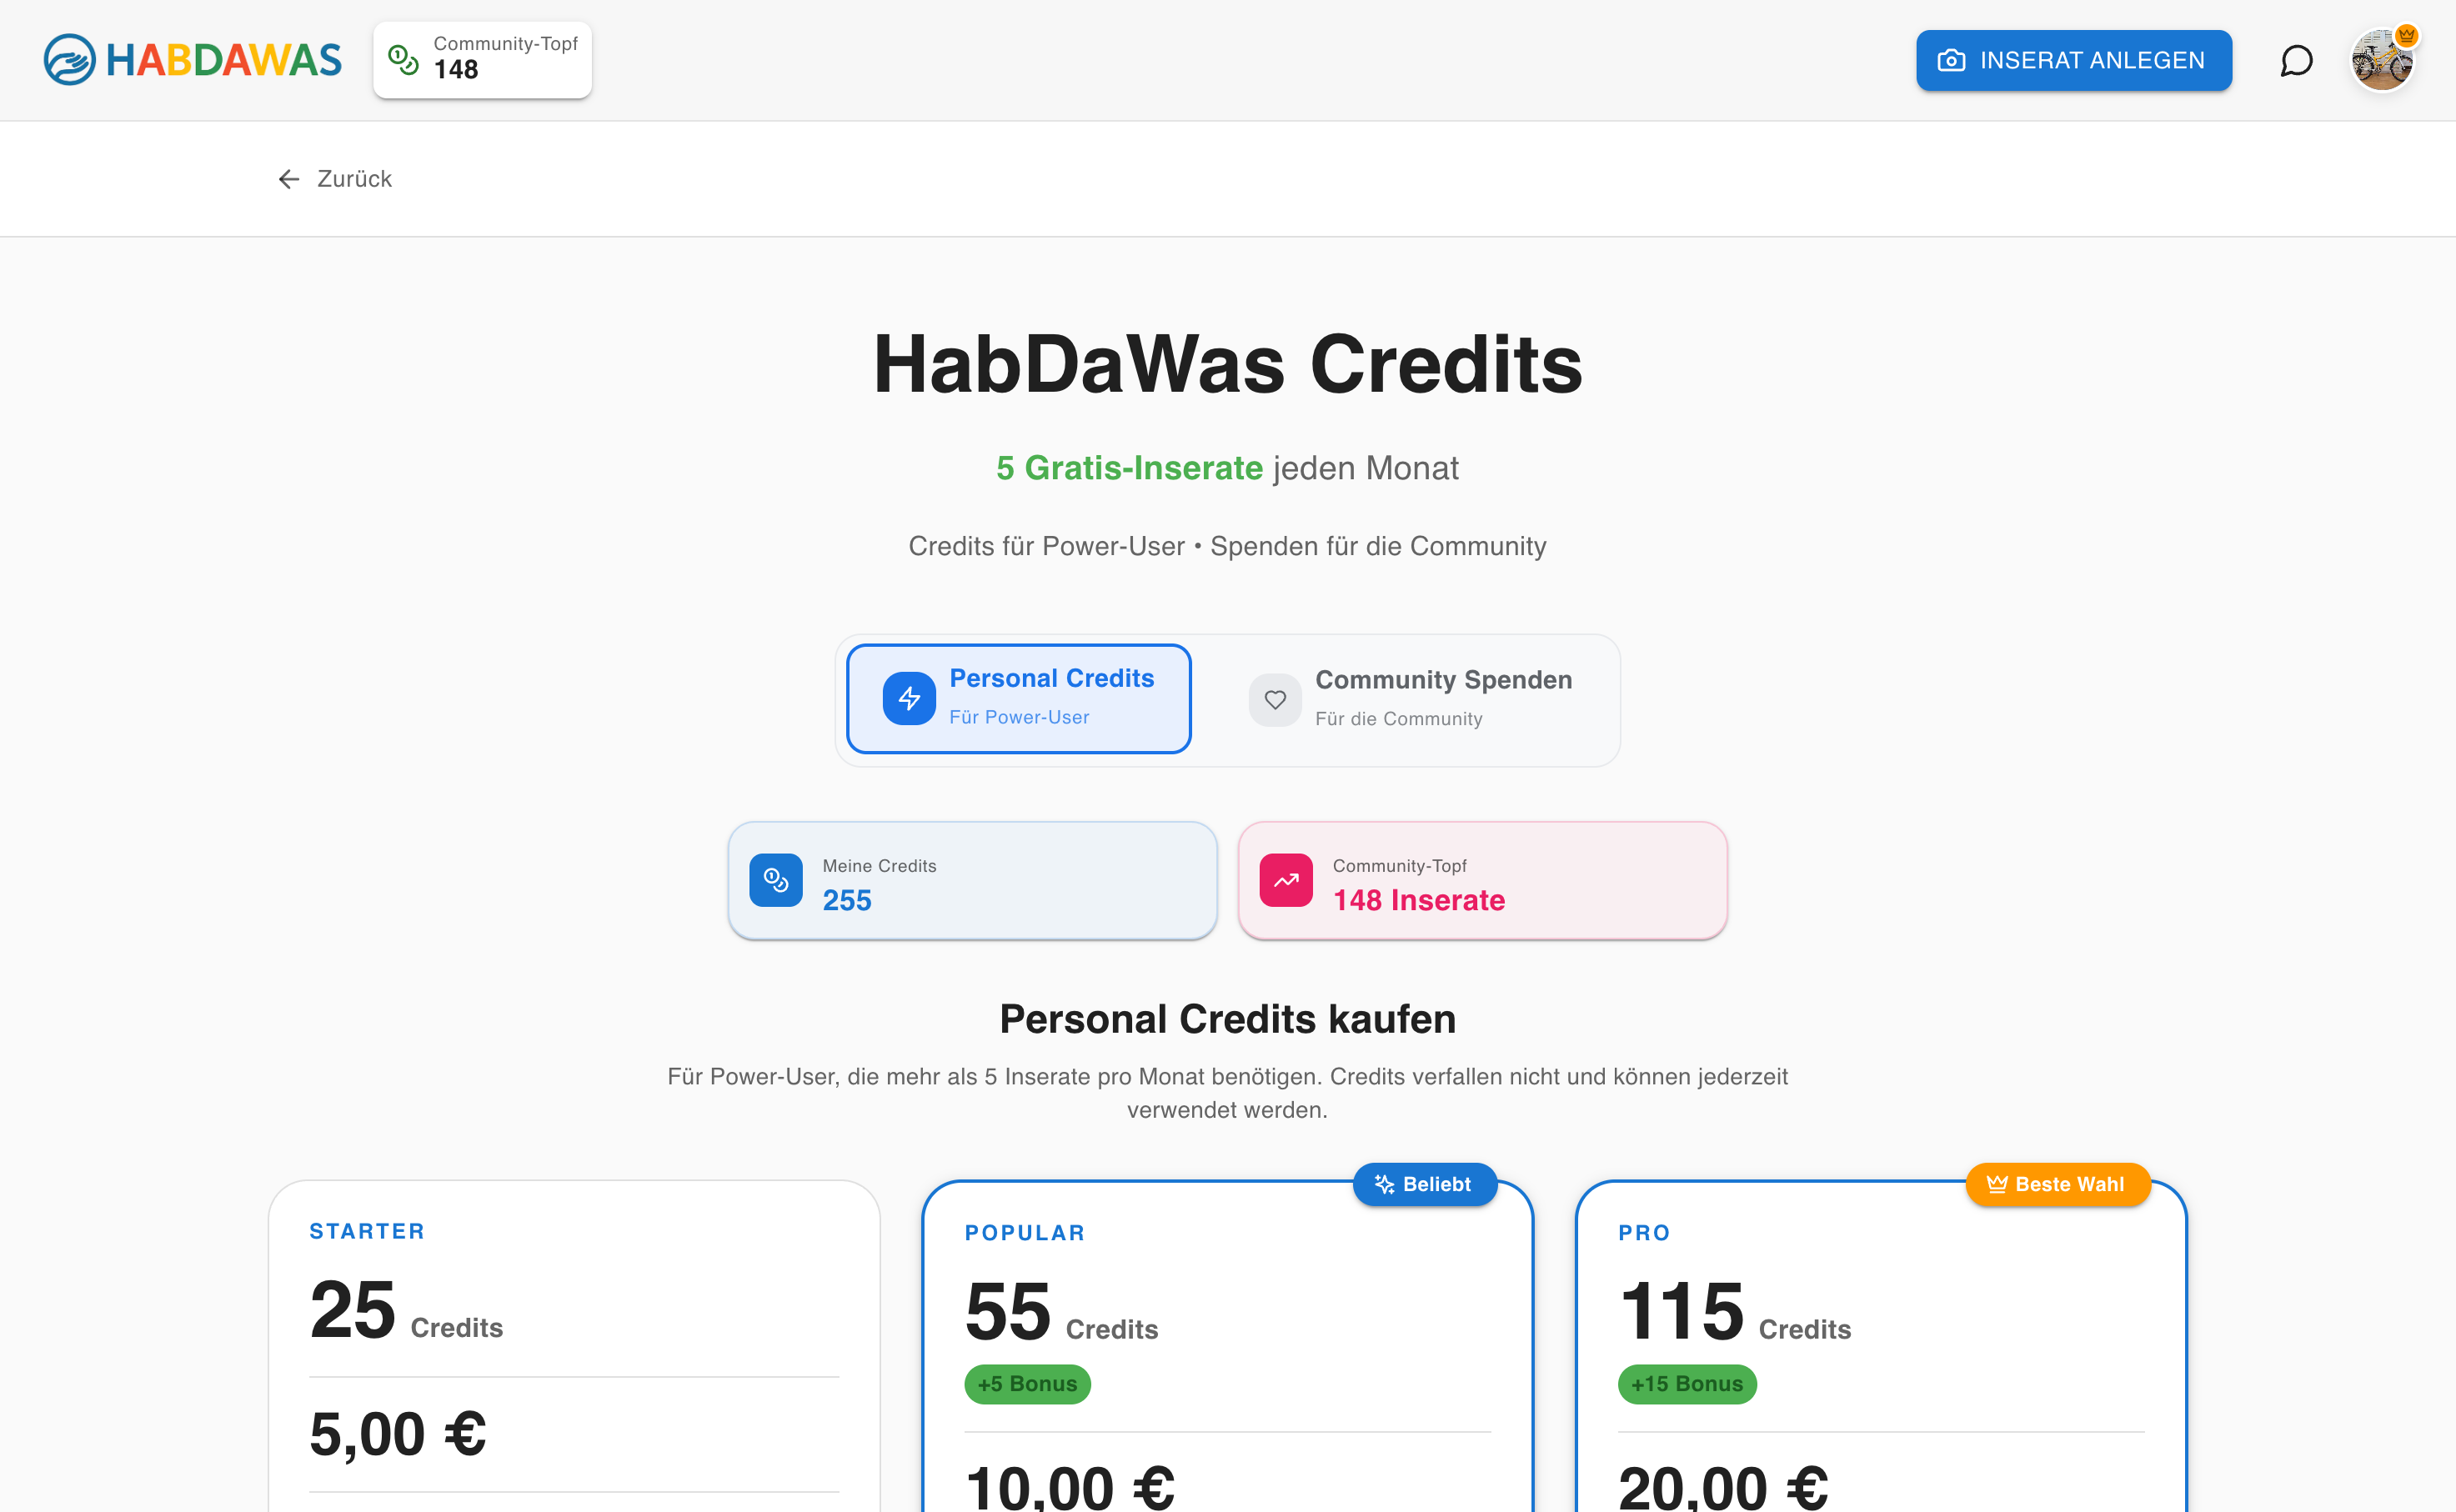 HABDAWAS
Community-Topf
148
INSERAT ANLEGEN
Zurück
HabDaWas Credits
5 Gratis-Inserate jeden Monat
Credits für Power-User • Spenden für die Community
Personal Credits
Für Power-User
Community Spenden
Für die Community
Meine Credits
255
Community-Topf
148 Inserate
Personal Credits kaufen
Für Power-User, die mehr als 5 Inserate pro Monat benötigen. Credits verfallen nicht und können jederzeit
verwendet werden.
STARTER
25 Credits
5,00 €
Beliebt
POPULAR
55 Credits
+5 Bonus
10,00 €
Beste Wahl
PRO
115 Credits
+15 Bonus
20,00 €